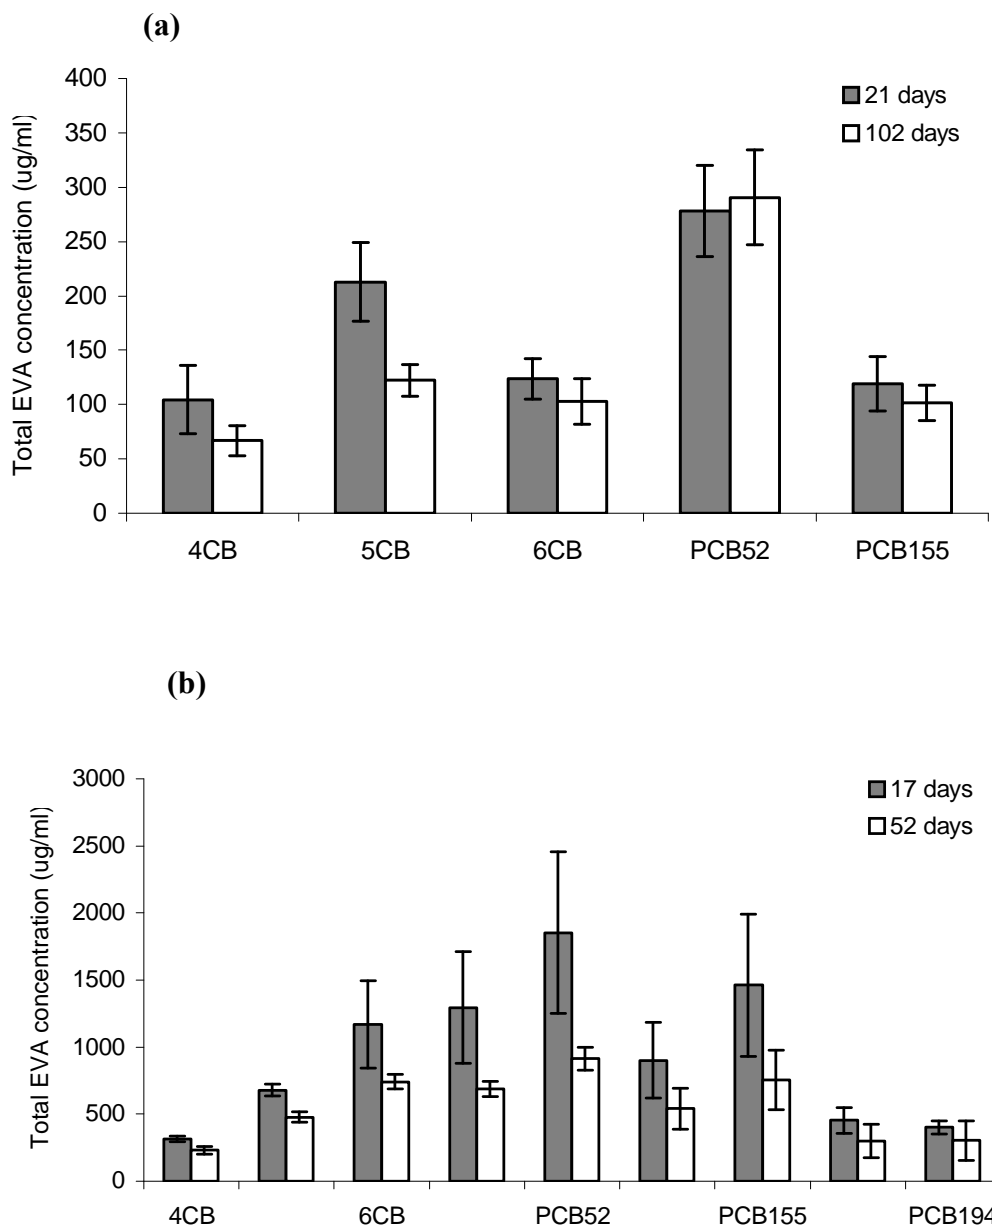 (a)
400
350
300
250
200
150
100
50
0
Total EVA concentration (ug/ml)
21 days
102 days
4CB 5CB 6CB PCB52 PCB155
(b)
3000
2500
2000
1500
1000
500
0
Total EVA concentration (ug/ml)
17 days
52 days
4CB 6CB PCB52 PCB155 PCB194